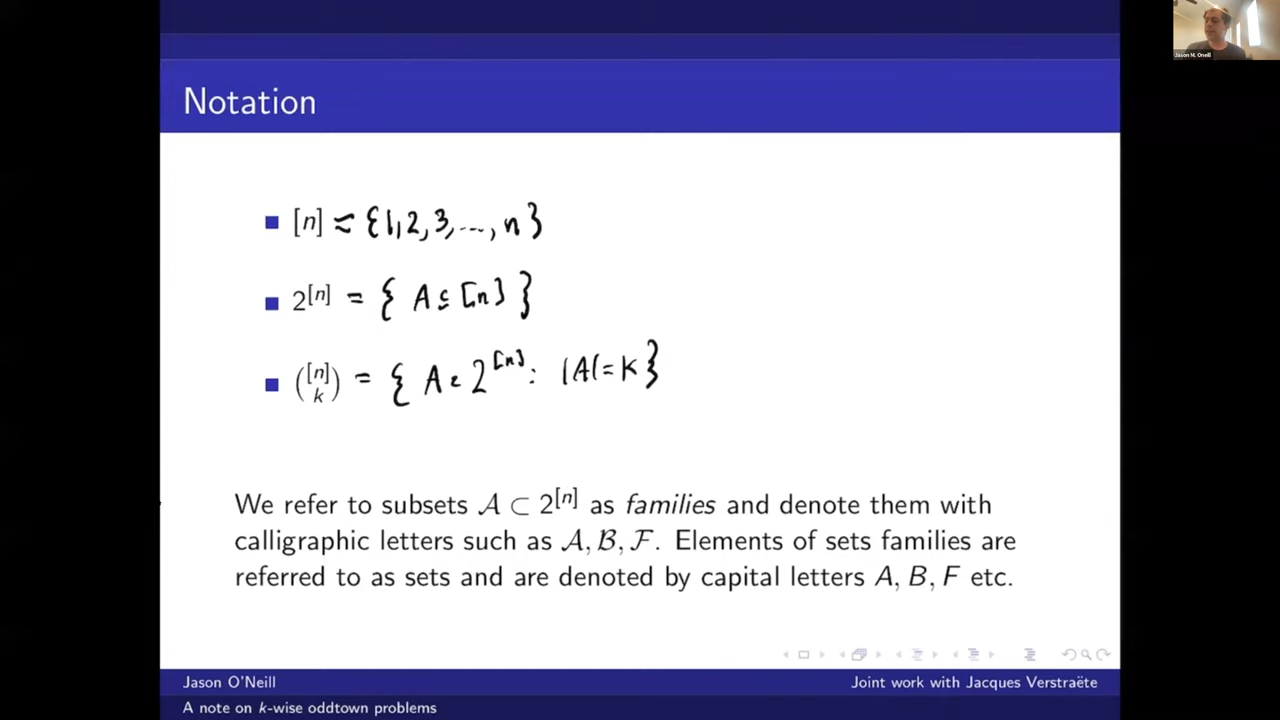 Jason M. Oneill
Notation
[n] = {1,2,3,...,n}
2^[n] = { A ⊆ [n] }
([n] k) = { A ∈ 2^[n] : |A| = k }
We refer to subsets 𝒜 ⊂ 2^[n] as families and denote them with
calligraphic letters such as 𝒜, ℬ, ℱ. Elements of sets families are
referred to as sets and are denoted by capital letters A, B, F etc.
Jason O'Neill Joint work with Jacques Verstraëte
A note on k-wise oddtown problems